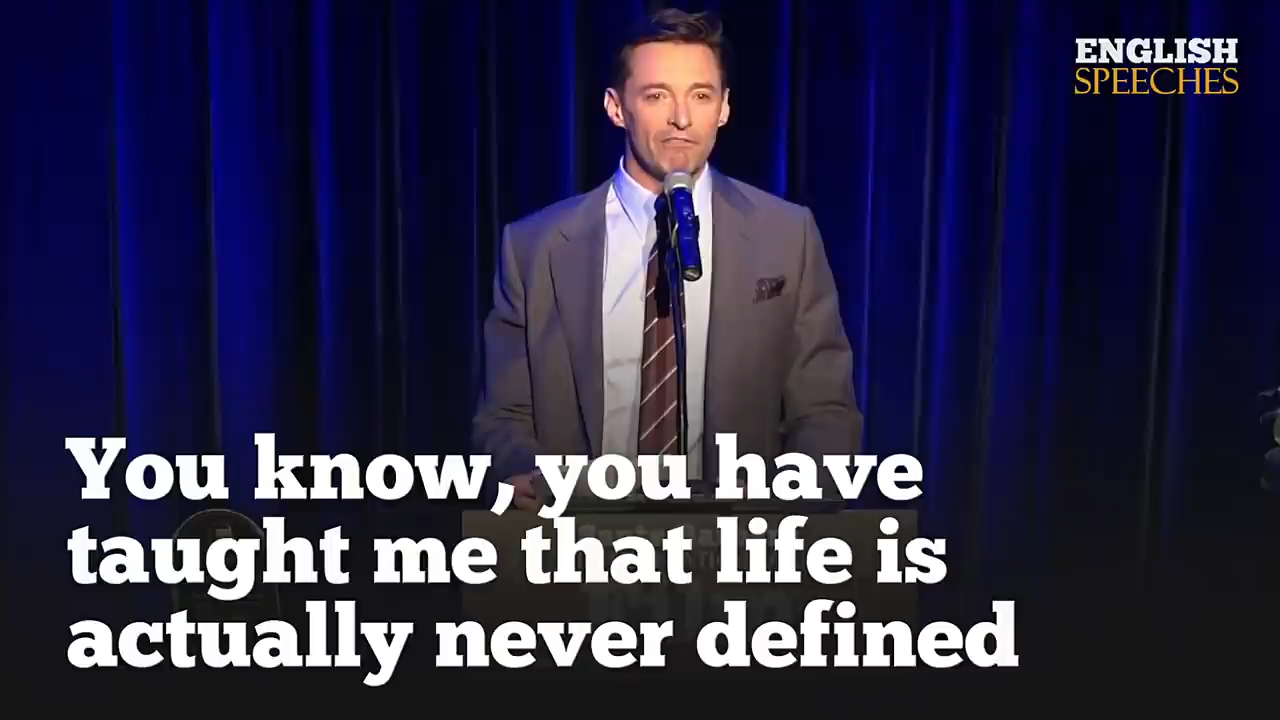 ENGLISH
SPEECHES
You know, you have
taught me that life is
actually never defined